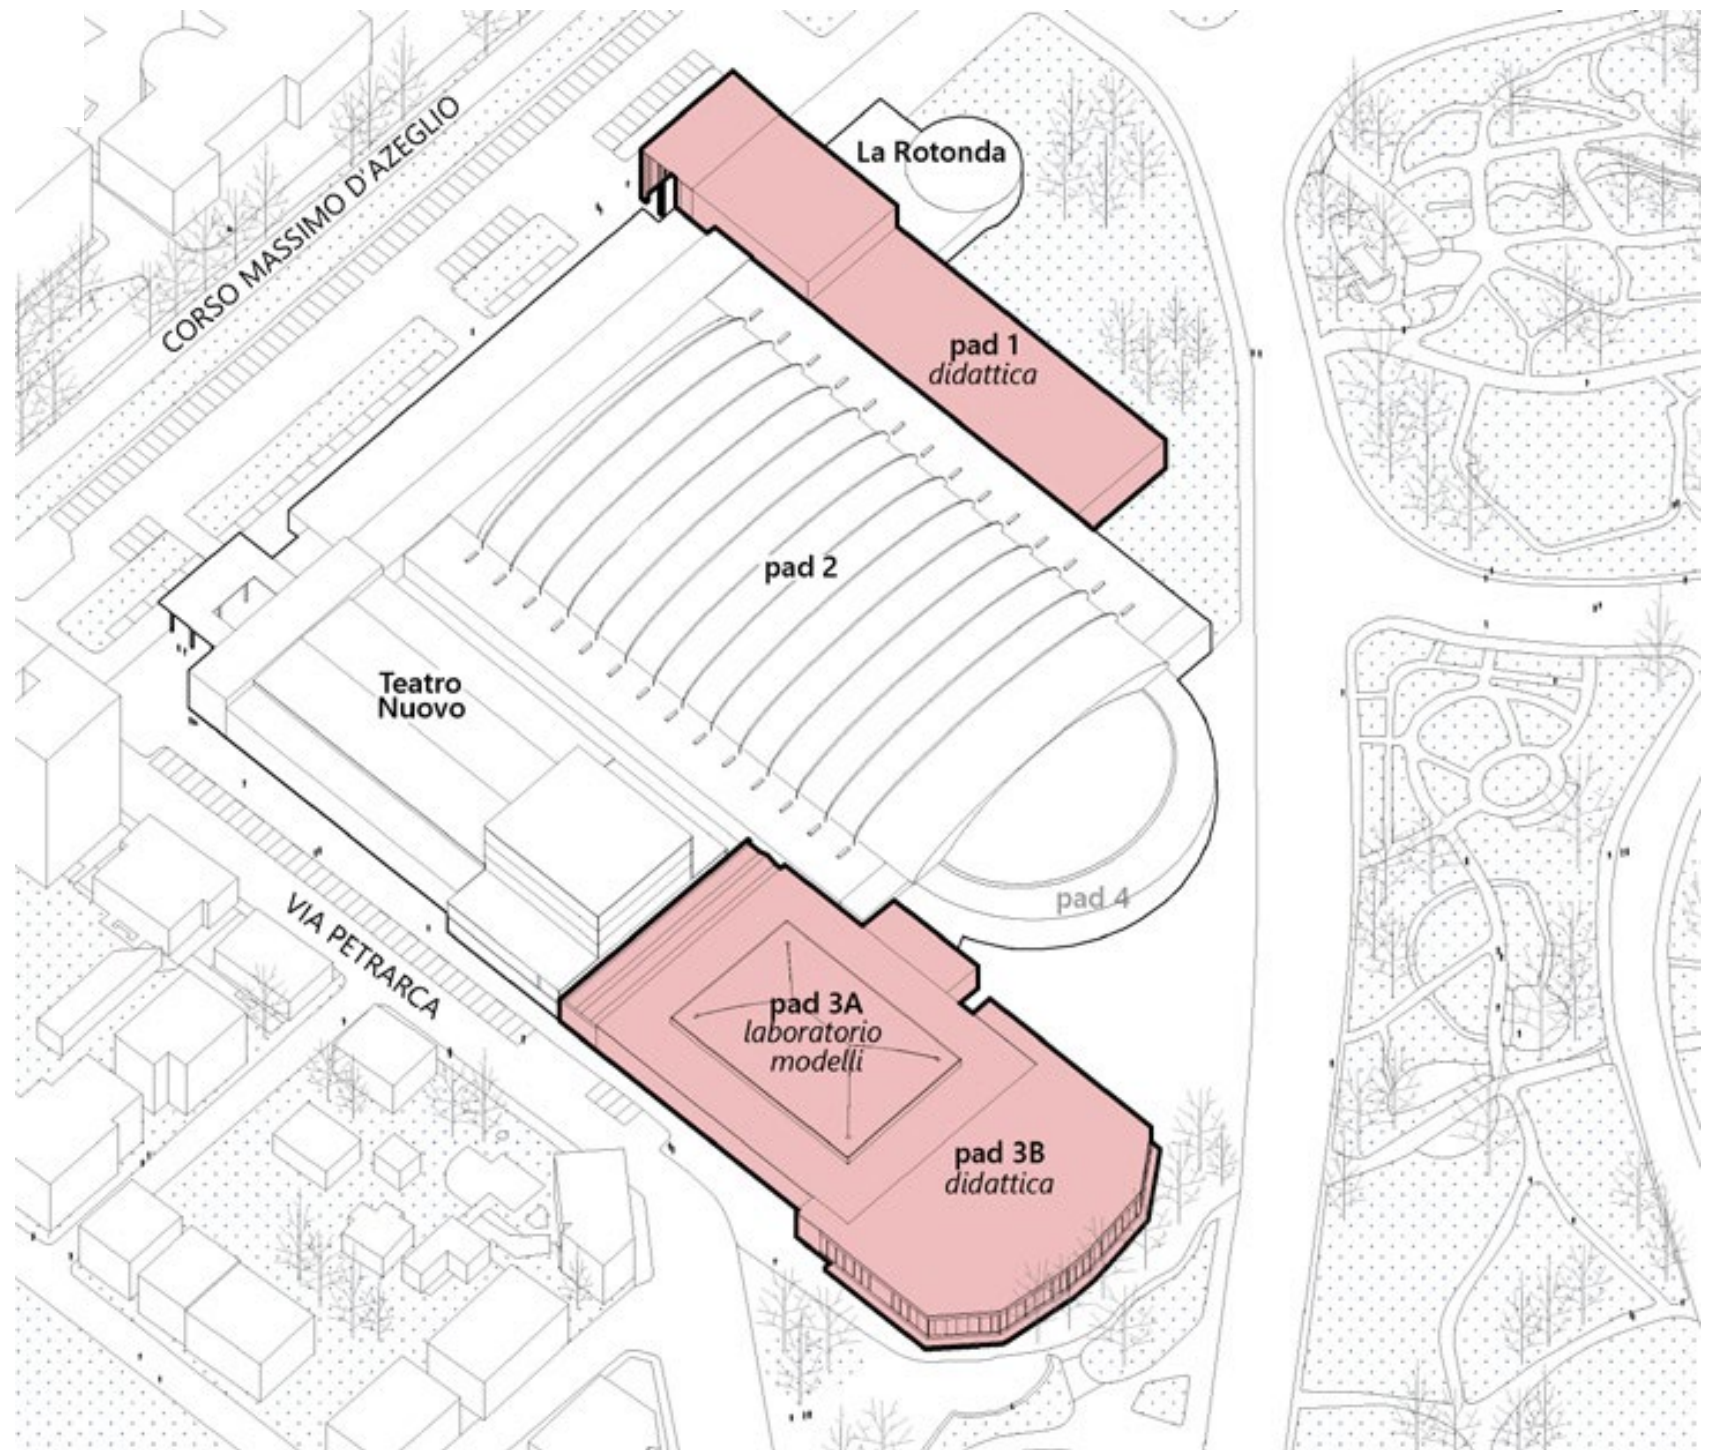 CORSO MASSIMO D'AZEGLIO
La Rotonda
pad 1
didattica
pad 2
Teatro
Nuovo
pad 4
VIA PETRARCA
pad 3A
laboratorio
modelli
pad 3B
didattica